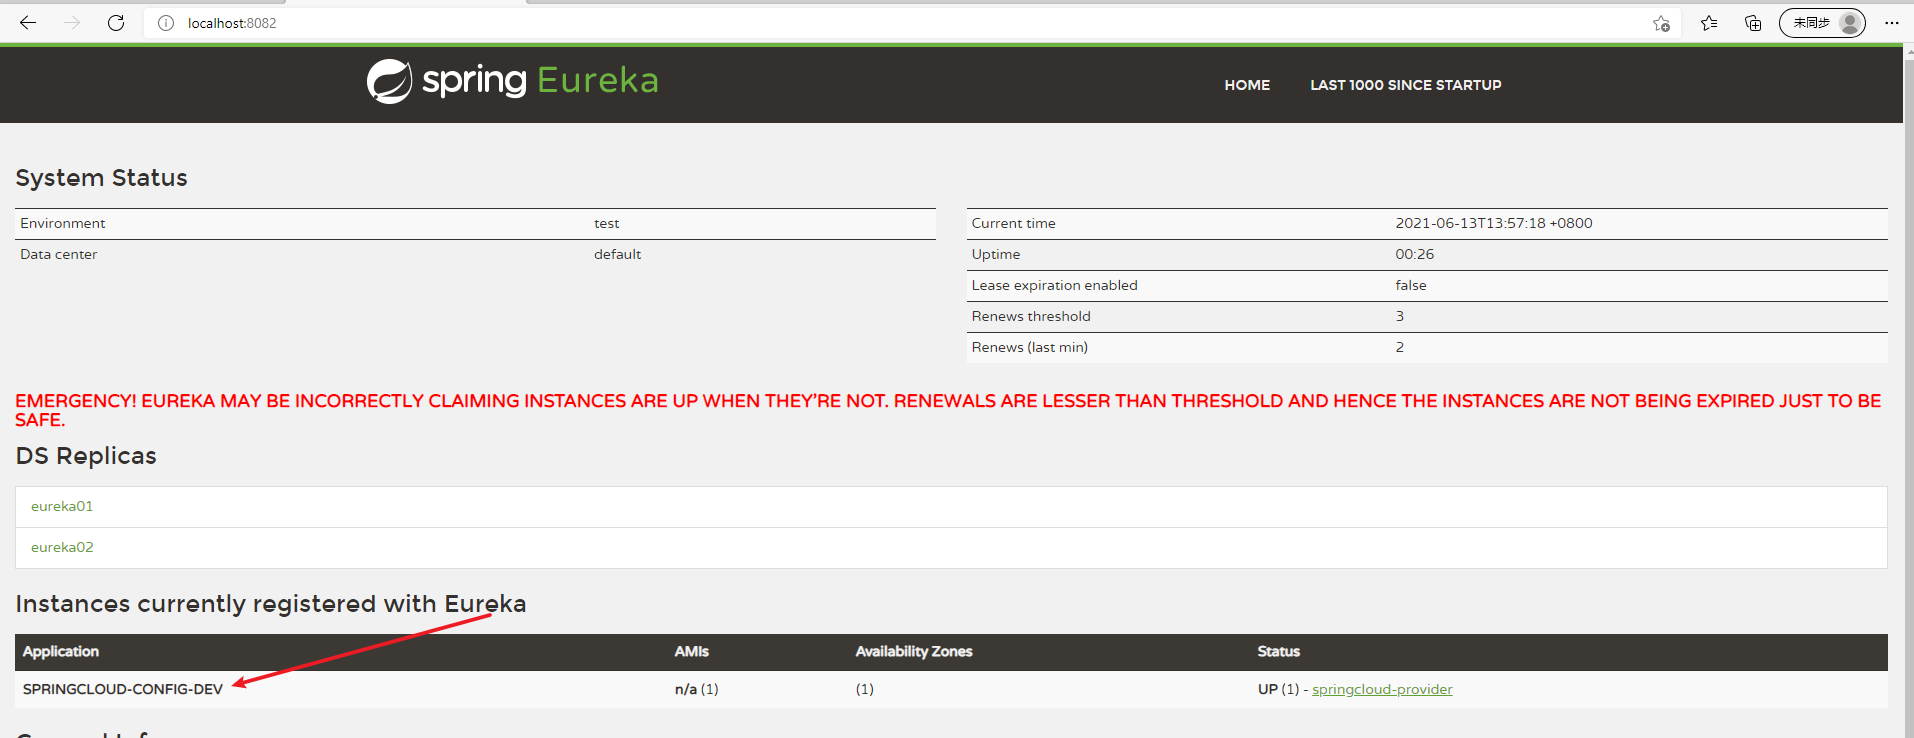 localhost:8082
未同步
spring Eureka
HOME LAST 1000 SINCE STARTUP
System Status
Environment test
Data center default
Current time 2021-06-13T13:57:18 +0800
Uptime 00:26
Lease expiration enabled false
Renews threshold 3
Renews (last min) 2
EMERGENCY! EUREKA MAY BE INCORRECTLY CLAIMING INSTANCES ARE UP WHEN THEY'RE NOT. RENEWALS ARE LESSER THAN THRESHOLD AND HENCE THE INSTANCES ARE NOT BEING EXPIRED JUST TO BE
SAFE.
DS Replicas
eureka01
eureka02
Instances currently registered with Eureka
Application AMIs Availability Zones Status
SPRINGCLOUD-CONFIG-DEV n/a (1) (1) UP (1) - springcloud-provider